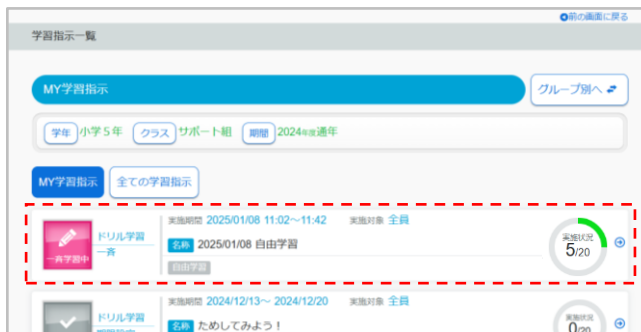 前の画面に戻る
学習指示一覧
MY学習指示
グループ別へ
学年 小学5年 クラス サポート組 期間 2024年度通年
MY学習指示 全ての学習指示
実施期間 2025/01/08 11:02～11:42 実施対象 全員
ドリル学習
一斉
一斉学習中
名称 2025/01/08 自由学習
自由学習
実施状況
5/20
実施期間 2024/12/13～ 2024/12/20 実施対象 全員
ドリル学習
名称 ためしてみよう！
実施状況
0/20